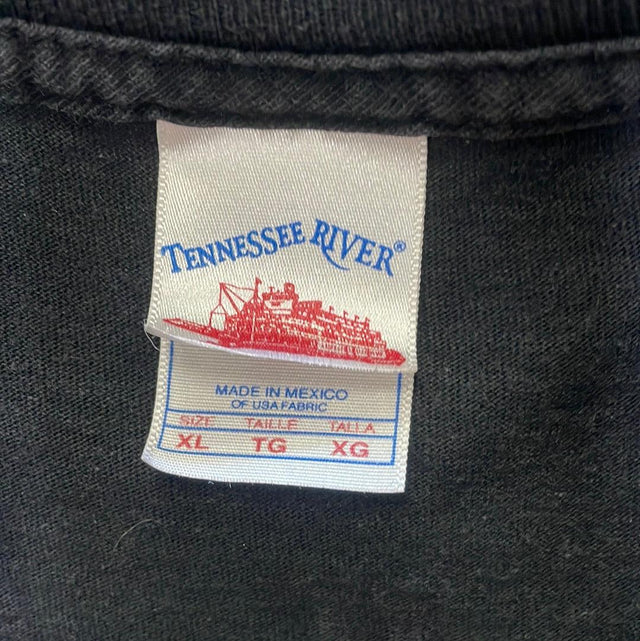 TENNESSEE RIVER®
MADE IN MEXICO
OF USA FABRIC
SIZE TAILLE TALLA
XL TG XG